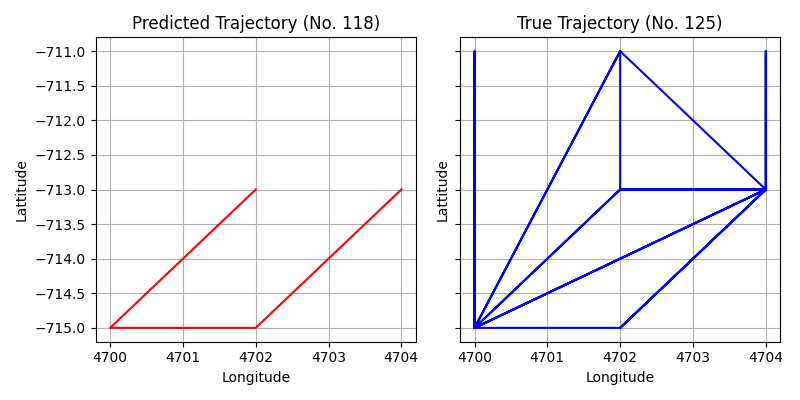 Predicted Trajectory (No. 118)
True Trajectory (No. 125)
−711.0
−711.5
−712.0
−712.5
−713.0
−713.5
−714.0
−714.5
−715.0
Lattitude
Lattitude
4700 4701 4702 4703 4704
4700 4701 4702 4703 4704
Longitude
Longitude